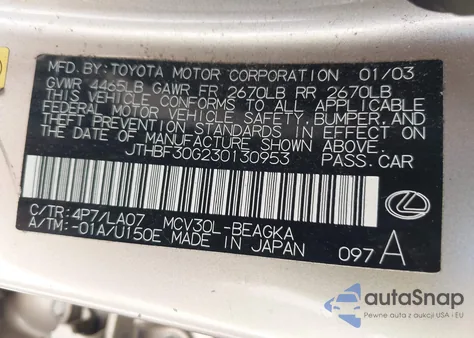 MFD. BY: TOYOTA MOTOR CORPORATION 01/03
GVWR 4465LB GAWR FR 2670LB RR 2670LB
THIS VEHICLE CONFORMS TO ALL APPLICABLE
FEDERAL MOTOR VEHICLE SAFETY, BUMPER, AND
THEFT PREVENTION STANDARDS IN EFFECT ON
THE DATE OF MANUFACTURE SHOWN ABOVE.
JTHBF30G230130953 PASS. CAR
C/TR: 4P7/LA07 MCV30L-BEAGKA
A/TM: -01A/U150E MADE IN JAPAN
097 A
autoSnap
Pewne auta z USA i EU